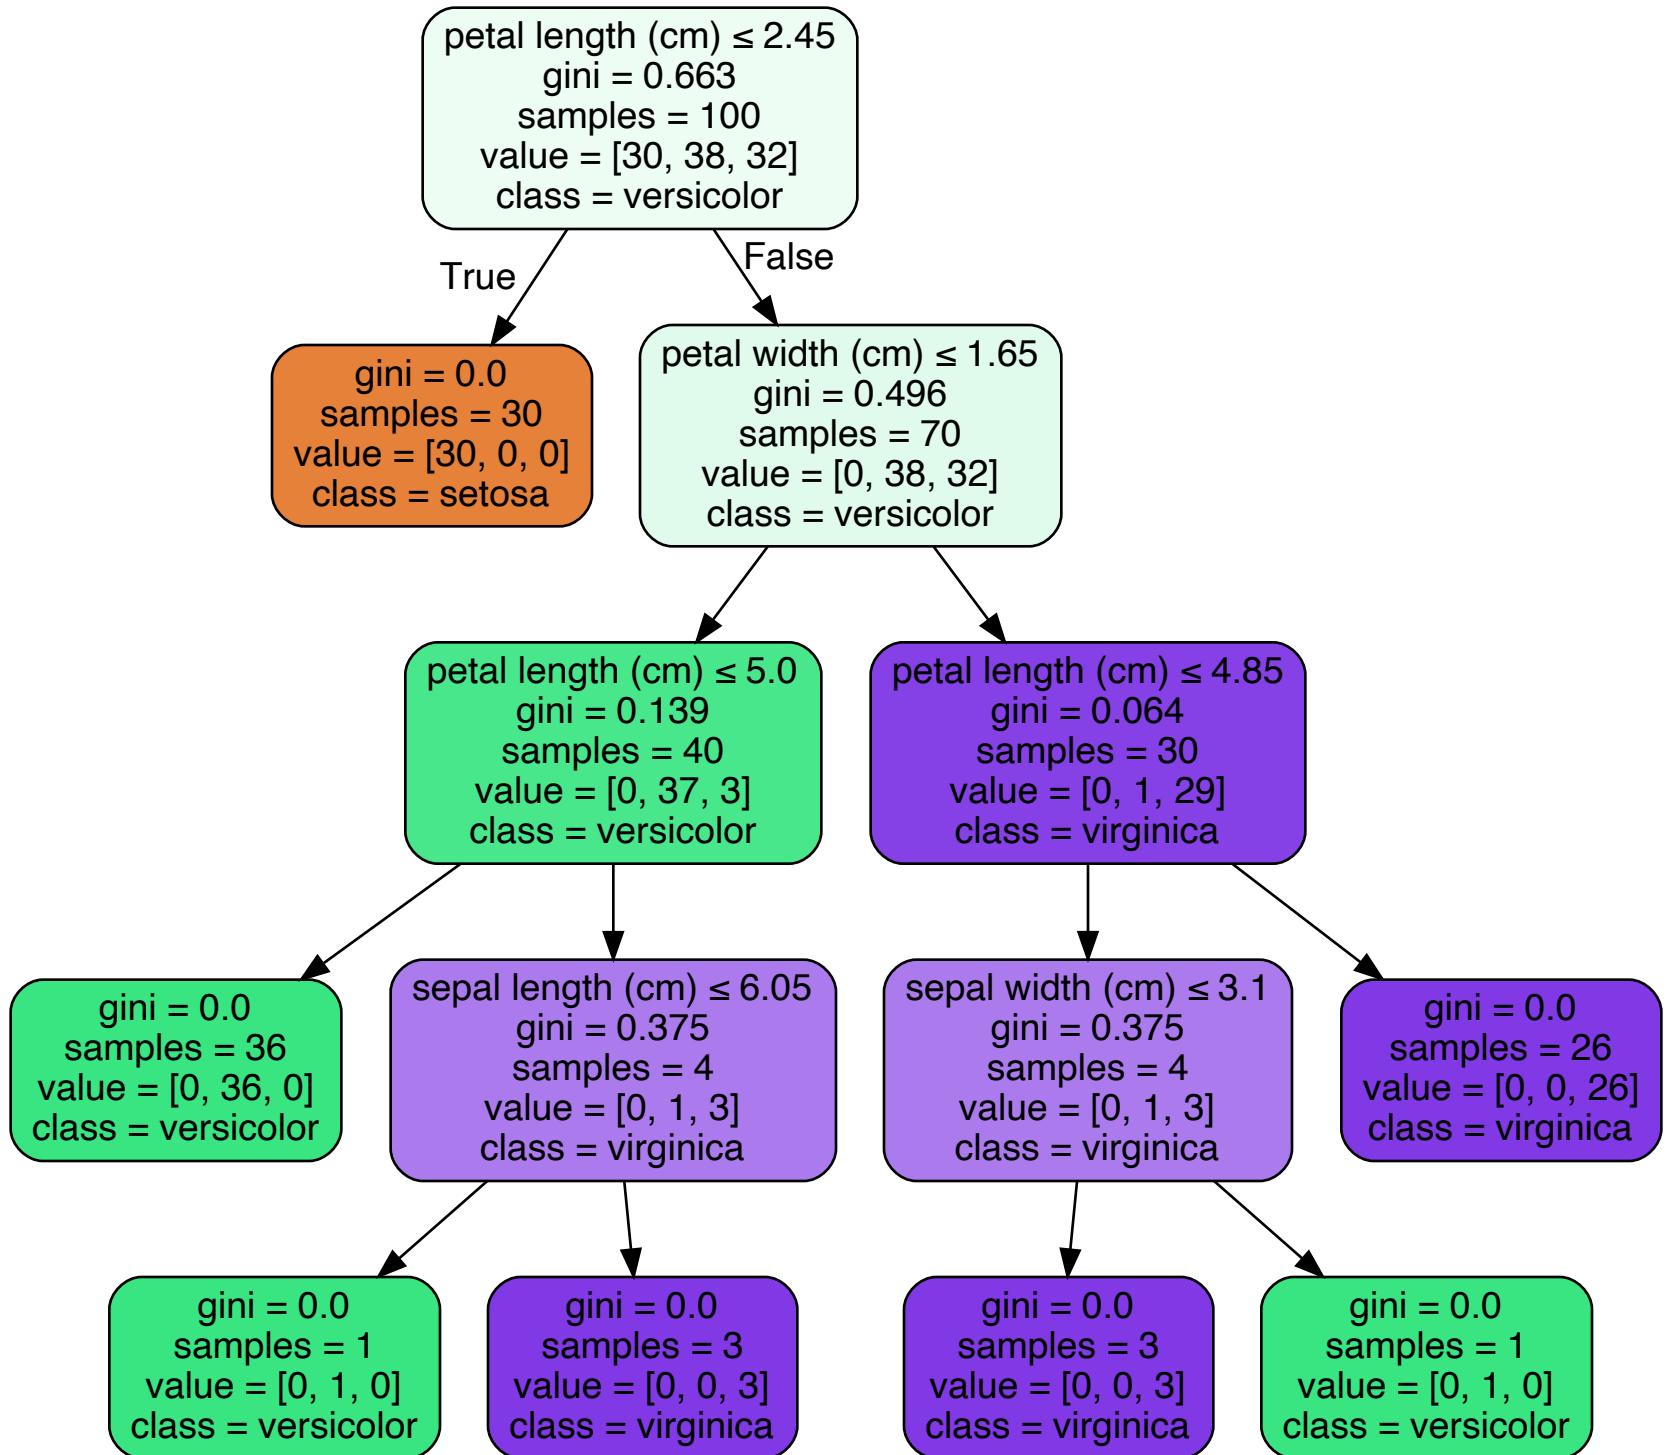 petal length (cm) ≤ 2.45
gini = 0.663
samples = 100
value = [30, 38, 32]
class = versicolor
True
False
gini = 0.0
samples = 30
value = [30, 0, 0]
class = setosa
petal width (cm) ≤ 1.65
gini = 0.496
samples = 70
value = [0, 38, 32]
class = versicolor
petal length (cm) ≤ 5.0
gini = 0.139
samples = 40
value = [0, 37, 3]
class = versicolor
petal length (cm) ≤ 4.85
gini = 0.064
samples = 30
value = [0, 1, 29]
class = virginica
gini = 0.0
samples = 36
value = [0, 36, 0]
class = versicolor
sepal length (cm) ≤ 6.05
gini = 0.375
samples = 4
value = [0, 1, 3]
class = virginica
sepal width (cm) ≤ 3.1
gini = 0.375
samples = 4
value = [0, 1, 3]
class = virginica
gini = 0.0
samples = 26
value = [0, 0, 26]
class = virginica
gini = 0.0
samples = 1
value = [0, 1, 0]
class = versicolor
gini = 0.0
samples = 3
value = [0, 0, 3]
class = virginica
gini = 0.0
samples = 3
value = [0, 0, 3]
class = virginica
gini = 0.0
samples = 1
value = [0, 1, 0]
class = versicolor